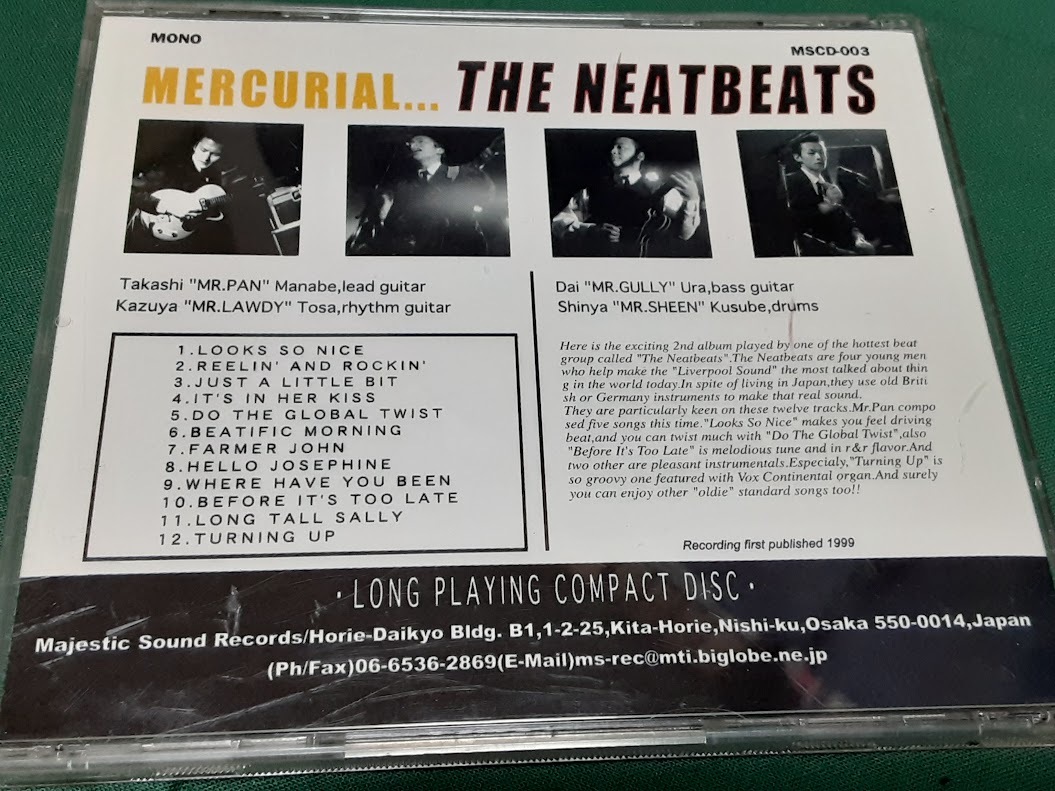 MONO
MSCD-003
MERCURIAL... THE NEATBEATS
Takashi "MR.PAN" Manabe,lead guitar
Kazuya "MR.LAWDY" Tosa,rhythm guitar
Dai "MR.GULLY" Ura,bass guitar
Shinya "MR.SHEEN" Kusube,drums
1.LOOKS SO NICE
2.REELIN' AND ROCKIN'
3.JUST A LITTLE BIT
4.IT'S IN HER KISS
5.DO THE GLOBAL TWIST
6.BEATIFIC MORNING
7.FARMER JOHN
8.HELLO JOSEPHINE
9.WHERE HAVE YOU BEEN
10.BEFORE IT'S TOO LATE
11.LONG TALL SALLY
12.TURNING UP
Here is the exciting 2nd album played by one of the hottest beat
group called "The Neatbeats".The Neatbeats are four young men
who help make the "Liverpool Sound" the most talked about thin
g in the world today.In spite of living in Japan,they use old Briti
sh or Germany instruments to make that real sound.
They are particularly keen on these twelve tracks.Mr.Pan compo
sed five songs this time."Looks So Nice" makes you feel driving
beat,and you can twist much with "Do The Global Twist",also
"Before It's Too Late" is melodious tune and in r&r flavor.And
two other are pleasant instrumentals.Especialy,"Turning Up" is
so groovy one featured with Vox Continental organ.And surely
you can enjoy other "oldie" standard songs too!!
Recording first published 1999
·LONG PLAYING COMPACT DISC·
Majestic Sound Records/Horie-Daikyo Bldg. B1,1-2-25,Kita-Horie,Nishi-ku,Osaka 550-0014,Japan
(Ph/Fax)06-6536-2869(E-Mail)ms-rec@mti.biglobe.ne.jp